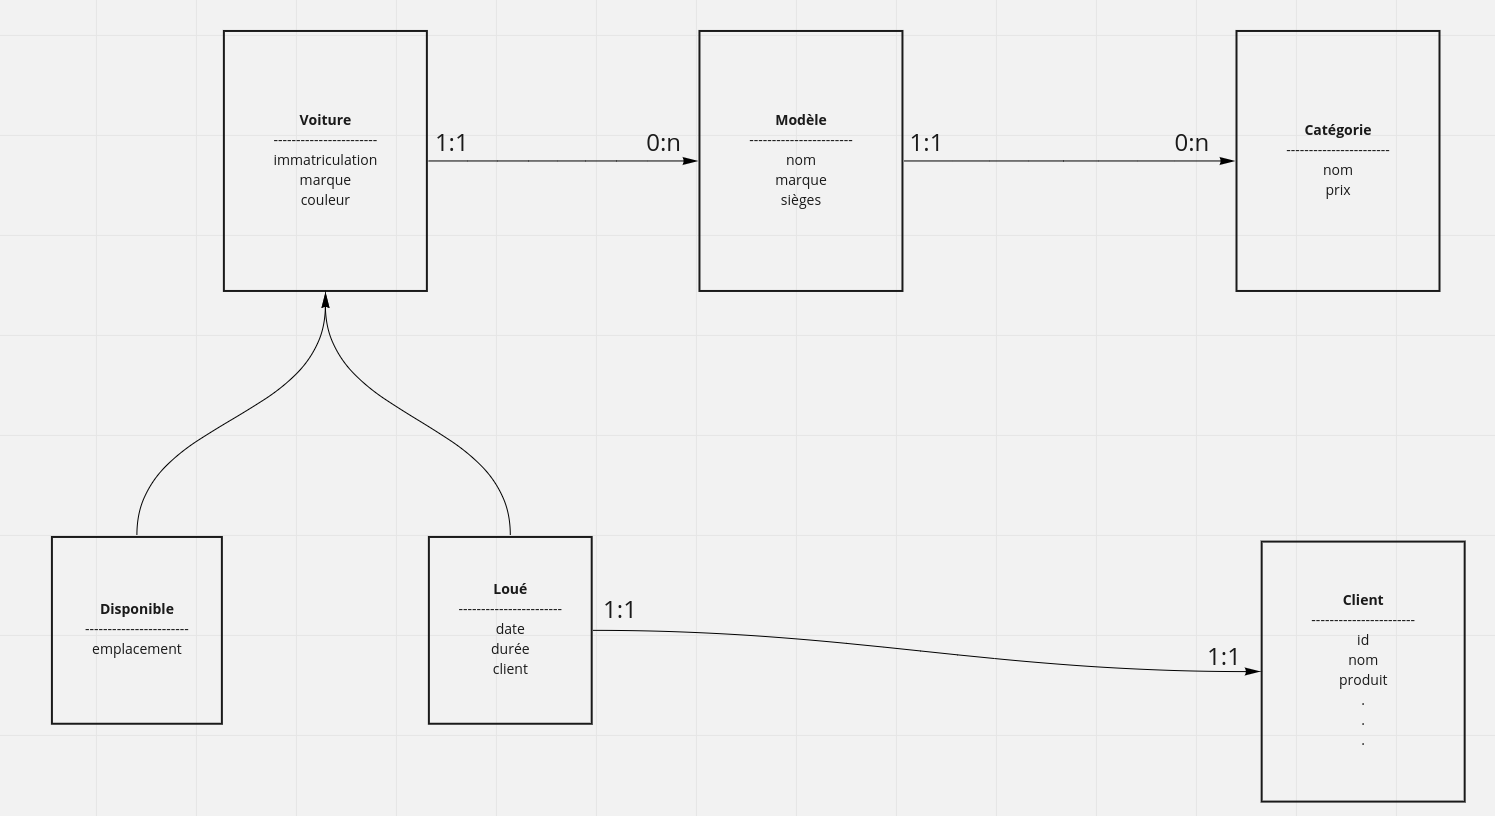 Voiture
-----------------------
immatriculation
marque
couleur
1:1
0:n
Modèle
-----------------------
nom
marque
sièges
1:1
0:n
Catégorie
-----------------------
nom
prix
Disponible
-----------------------
emplacement
Loué
-----------------------
date
durée
client
1:1
1:1
Client
-----------------------
id
nom
produit
.
.
.